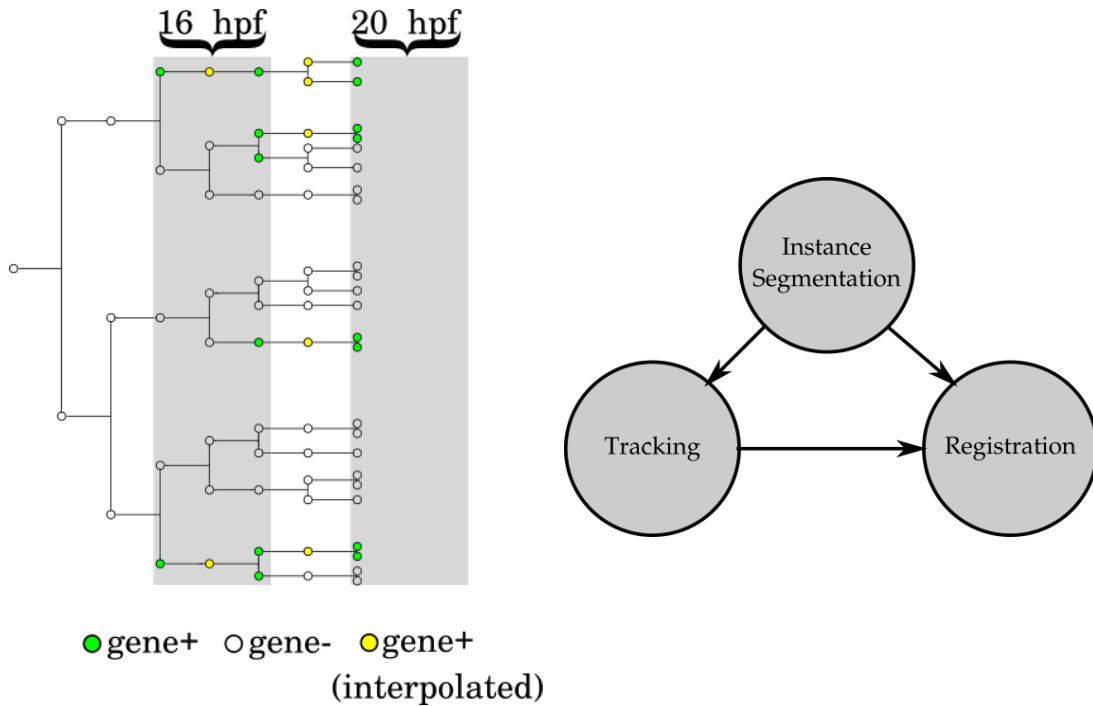 16 hpf
20 hpf
Instance
Segmentation
Tracking
Registration
gene+
gene-
gene+
(interpolated)